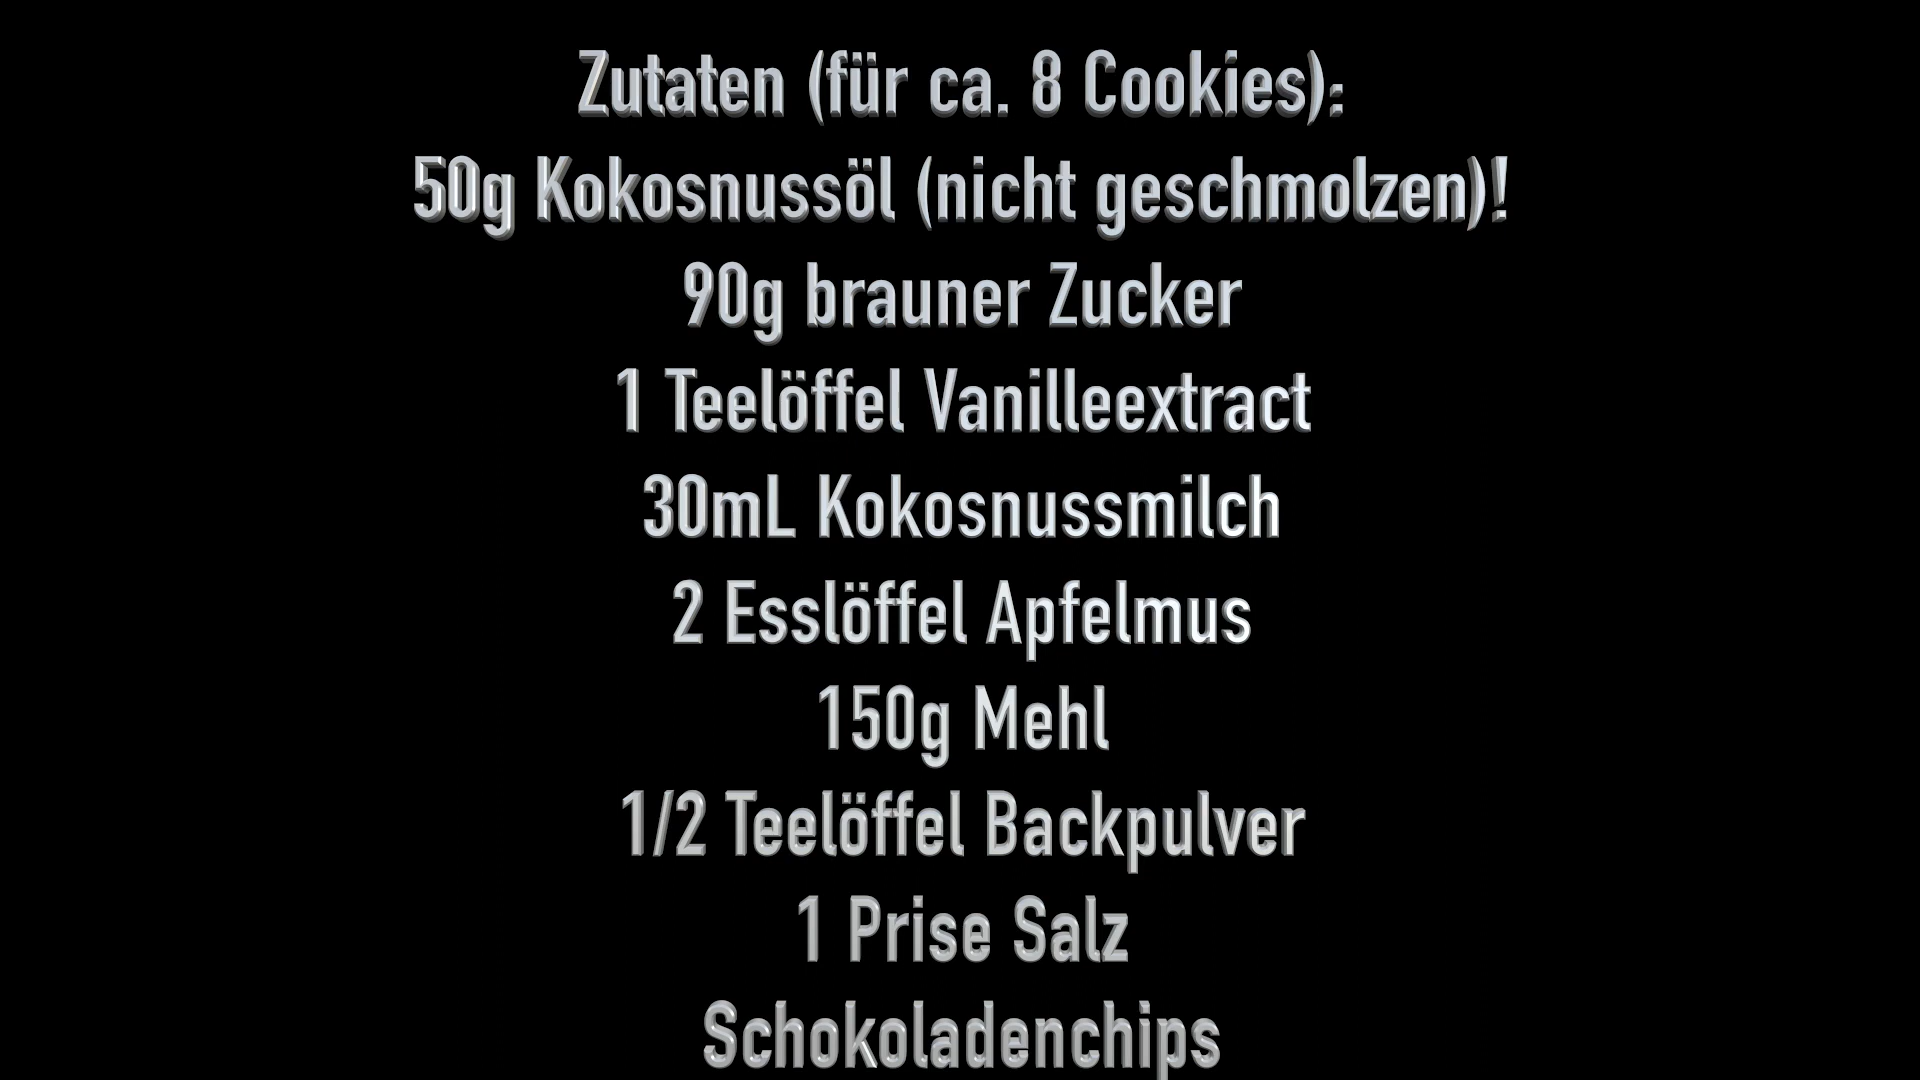 Zutaten (für ca. 8 Cookies):
50g Kokosnussöl (nicht geschmolzen)!
90g brauner Zucker
1 Teelöffel Vanilleextract
30mL Kokosnussmilch
2 Esslöffel Apfelmus
150g Mehl
1/2 Teelöffel Backpulver
1 Prise Salz
Schokoladenchips